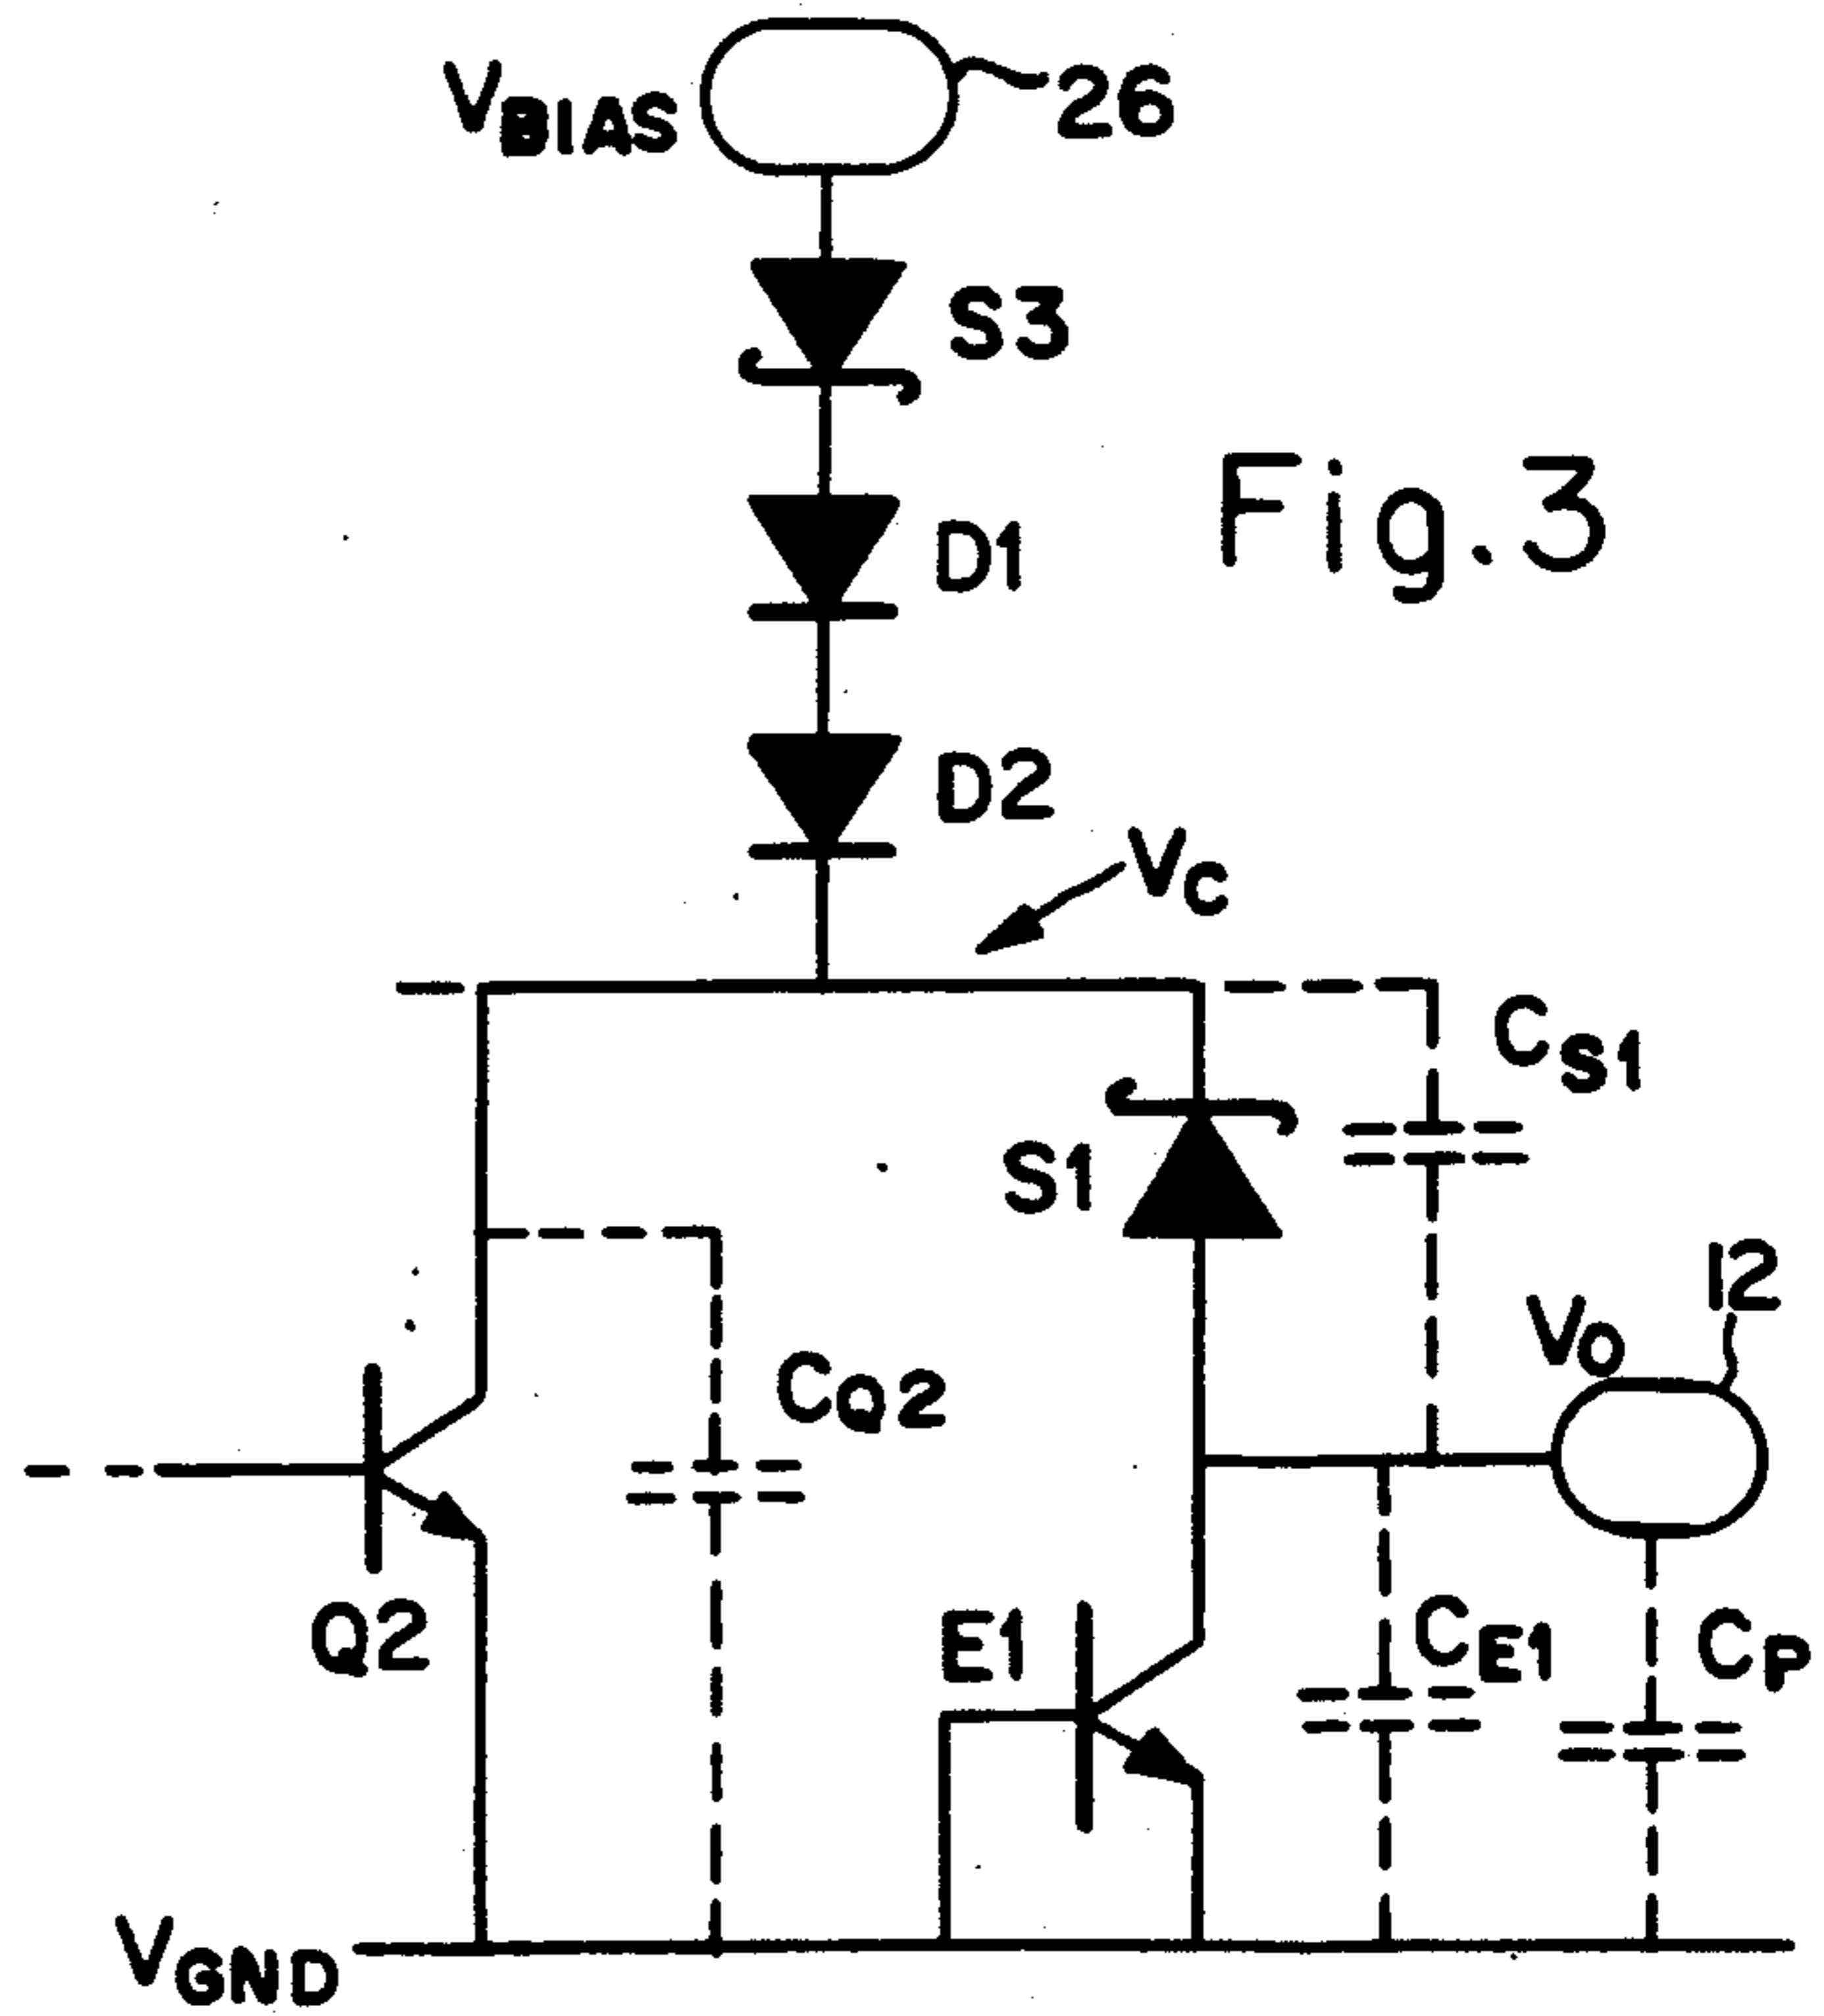 VBIAS
26
S3
Fig.3
D1
D2
VC
CS1
S1
12
VO
CQ2
Q2
E1
CE1
CP
VGND